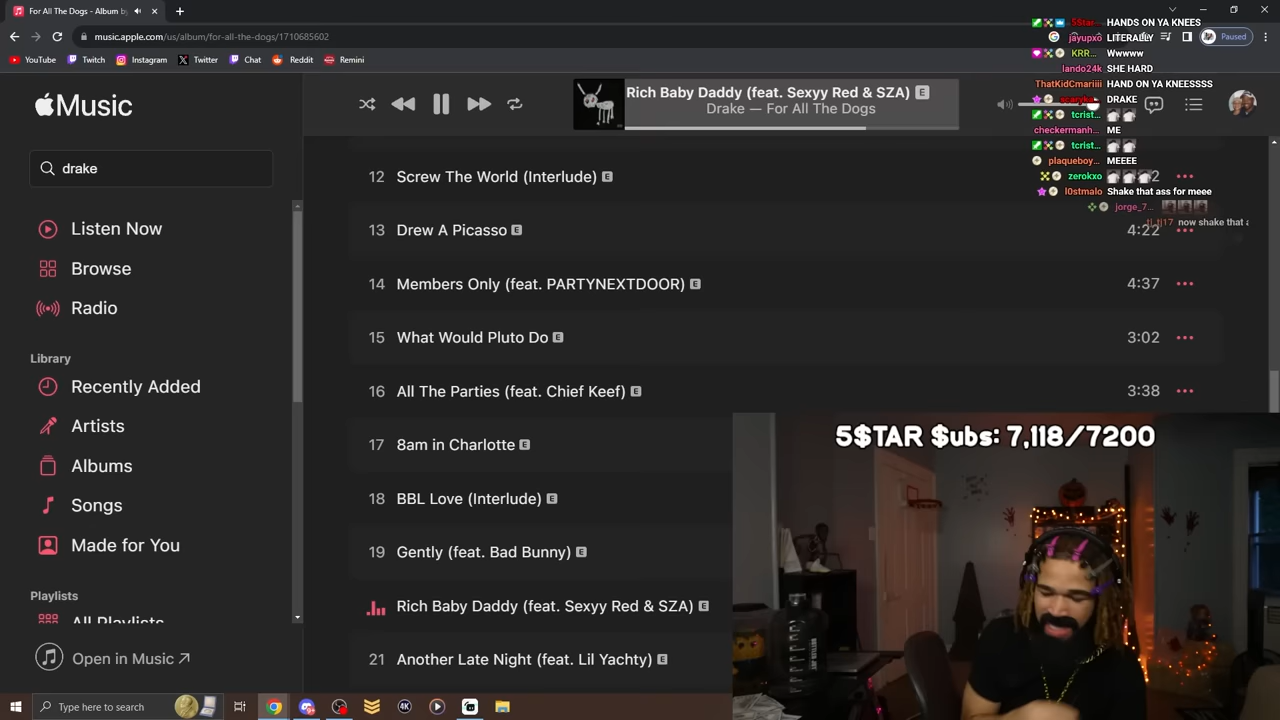 For All The Dogs - Album b
music.apple.com/us/album/for-all-the-dogs/1710685602
Paused
YouTube
Twitch
Instagram
Twitter
Chat
Reddit
Remini
Music
drake
Listen Now
Browse
Radio
Library
Recently Added
Artists
Albums
Songs
Made for You
Playlists
All Playlists
Open in Music
Rich Baby Daddy (feat. Sexyy Red & SZA) E
Drake — For All The Dogs
12 Screw The World (Interlude) E
13 Drew A Picasso E 4:22
14 Members Only (feat. PARTYNEXTDOOR) E 4:37
15 What Would Pluto Do E 3:02
16 All The Parties (feat. Chief Keef) E 3:38
17 8am in Charlotte E
18 BBL Love (Interlude) E
19 Gently (feat. Bad Bunny) E
Rich Baby Daddy (feat. Sexyy Red & SZA) E
21 Another Late Night (feat. Lil Yachty) E
5Star... HANDS ON YA KNEES
jayupxo LITERALLY
KRR... Wwwww
lando24k SHE HARD
ThatKidCmariiii HAND ON YA KNEESSSS
DRAKE
tcrist...
checkermanh... ME
tcrist...
plaqueboy... MEEEE
zerokxo
l0stmalo Shake that ass for meee
jorge_7...
now shake that
5$TAR $ubs: 7,118/7200
Type here to search